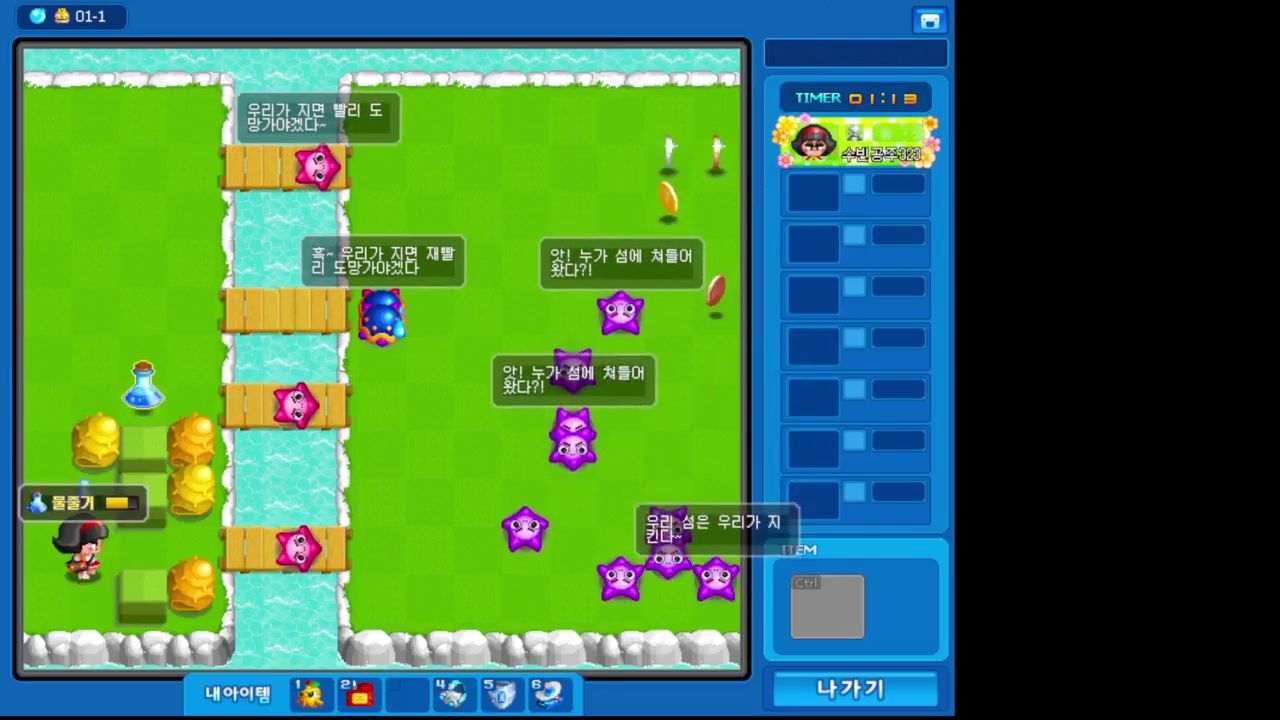 01-1
우리가 지면 빨리 도
망가야겠다~
TIMER 01:13
수빈공주323
흑~ 우리가 지면 재빨
리 도망가야겠다
앗! 누가 섬에 쳐들어
왔다?!
앗! 누가 섬에 쳐들어
왔다?!
물줄기
우리 섬은 우리가 지
킨다~
ITEM
Ctrl
내아이템
1
2
4
5
6
나가기